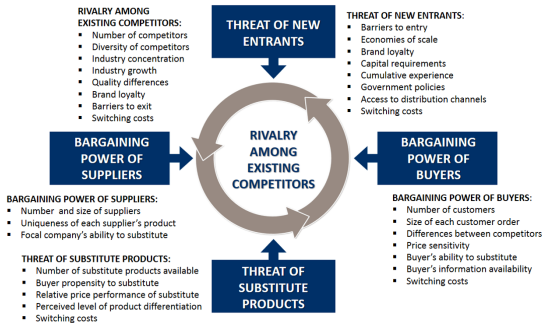 RIVALRY AMONG
EXISTING COMPETITORS:
▪ Number of competitors
▪ Diversity of competitors
▪ Industry concentration
▪ Industry growth
▪ Quality differences
▪ Brand loyalty
▪ Barriers to exit
▪ Switching costs
THREAT OF NEW
ENTRANTS
THREAT OF NEW ENTRANTS:
▪ Barriers to entry
▪ Economies of scale
▪ Brand loyalty
▪ Capital requirements
▪ Cumulative experience
▪ Government policies
▪ Access to distribution channels
▪ Switching costs
BARGAINING
POWER OF
SUPPLIERS
RIVALRY
AMONG
EXISTING
COMPETITORS
BARGAINING
POWER OF
BUYERS
BARGAINING POWER OF SUPPLIERS:
▪ Number and size of suppliers
▪ Uniqueness of each supplier's product
▪ Focal company's ability to substitute
BARGAINING POWER OF BUYERS:
▪ Number of customers
▪ Size of each customer order
▪ Differences between competitors
▪ Price sensitivity
▪ Buyer's ability to substitute
▪ Buyer's information availability
▪ Switching costs
THREAT OF SUBSTITUTE PRODUCTS:
▪ Number of substitute products available
▪ Buyer propensity to substitute
▪ Relative price performance of substitute
▪ Perceived level of product differentiation
▪ Switching costs
THREAT OF
SUBSTITUTE
PRODUCTS